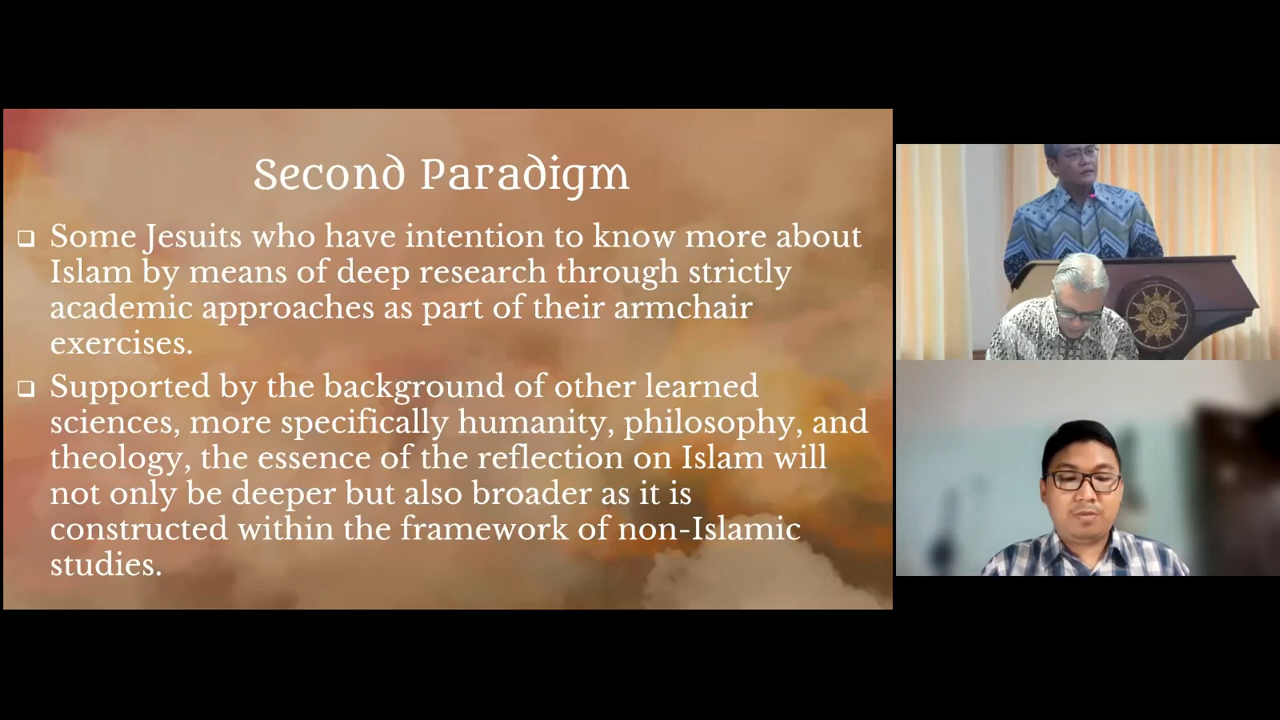 Second Paradigm
❑ Some Jesuits who have intention to know more about
Islam by means of deep research through strictly
academic approaches as part of their armchair
exercises.
❑ Supported by the background of other learned
sciences, more specifically humanity, philosophy, and
theology, the essence of the reflection on Islam will
not only be deeper but also broader as it is
constructed within the framework of non-Islamic
studies.